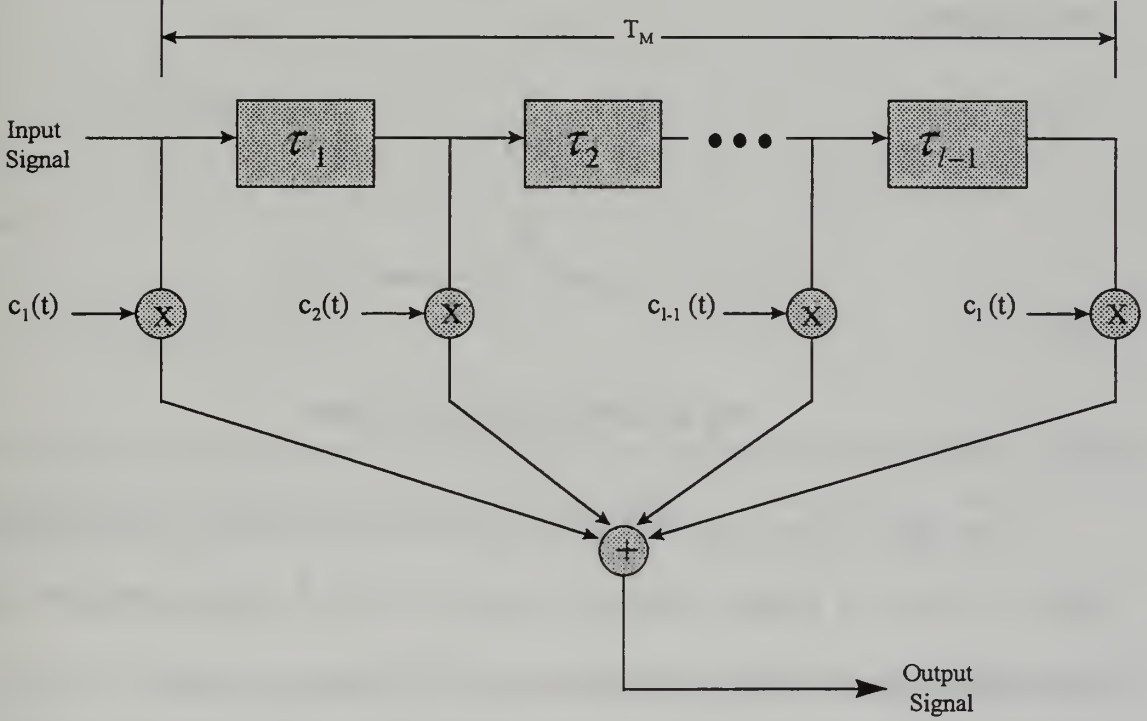 T_M
Input
Signal
τ_1
τ_2
•••
τ_{l-1}
c_1(t)
X
c_2(t)
X
c_{l-1}(t)
X
c_l(t)
X
+
Output
Signal